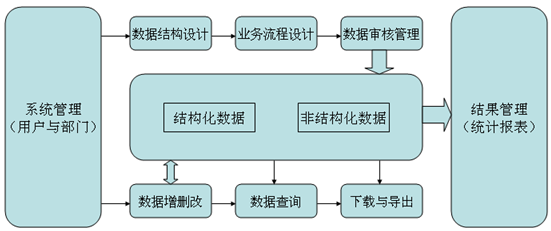 数据结构设计
业务流程设计
数据审核管理
系统管理
（用户与部门）
结构化数据
非结构化数据
结果管理
（统计报表）
数据增删改
数据查询
下载与导出